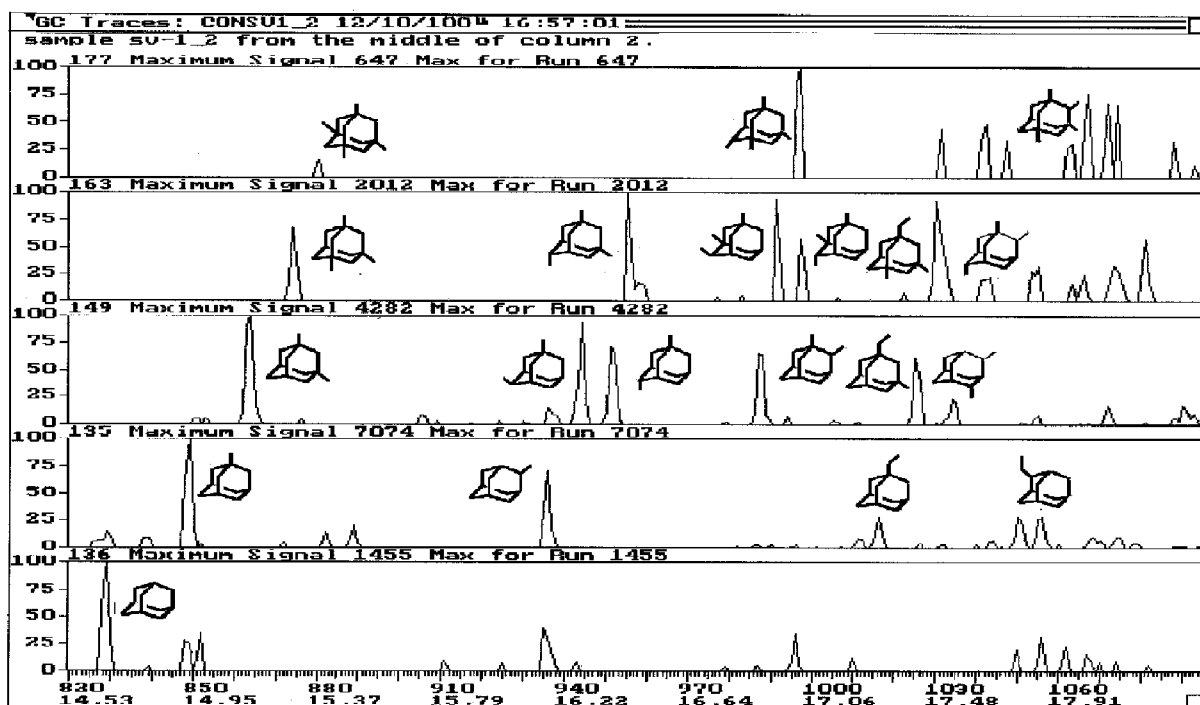 GC Traces: CONSV1_2 12/10/100" 16:57:01
sample sv-1_2 from the middle of column 2.
177 Maximum Signal 647 Max for Run 647
100
75
50
25
0
163 Maximum Signal 2012 Max for Run 2012
100
75
50
25
0
149 Maximum Signal 4282 Max for Run 4282
100
75
50
25
0
135 Maximum Signal 7074 Max for Run 7074
100
75
50
25
0
136 Maximum Signal 1455 Max for Run 1455
100
75
50
25
0
830 850 880 910 940 970 1000 1030 1060
14.53 14.95 15.37 15.79 16.22 16.64 17.06 17.48 17.91